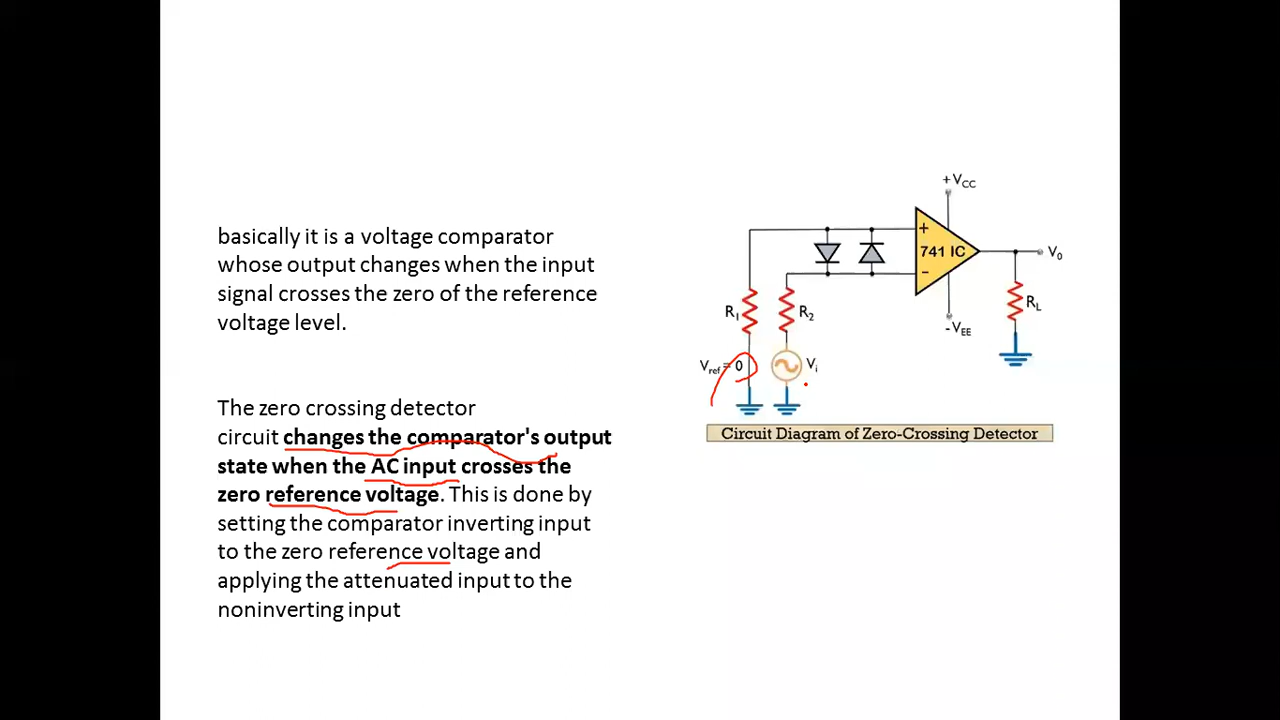 basically it is a voltage comparator
whose output changes when the input
signal crosses the zero of the reference
voltage level.
The zero crossing detector
circuit changes the comparator's output
state when the AC input crosses the
zero reference voltage. This is done by
setting the comparator inverting input
to the zero reference voltage and
applying the attenuated input to the
noninverting input
+VCC
+
741 IC
-
V0
R1
R2
RL
-VEE
Vref = 0
Vi
Circuit Diagram of Zero-Crossing Detector